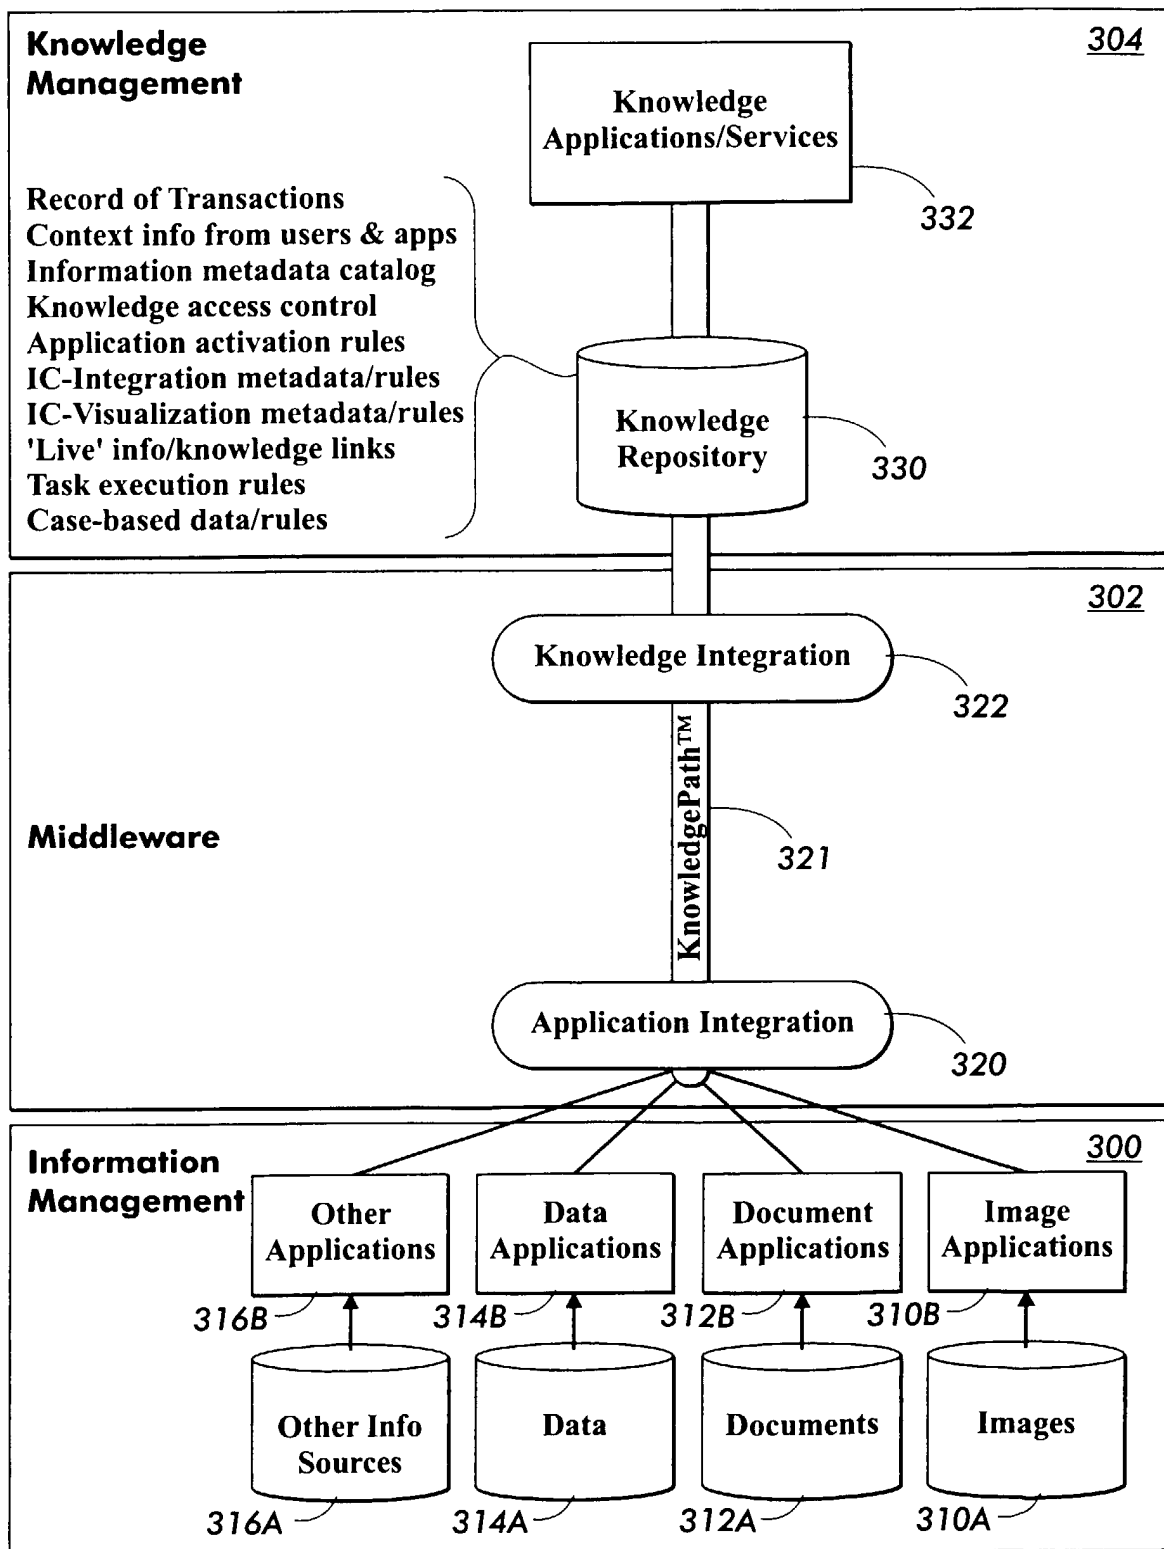 Knowledge
Management
304
Knowledge
Applications/Services
332
Record of Transactions
Context info from users & apps
Information metadata catalog
Knowledge access control
Application activation rules
IC-Integration metadata/rules
IC-Visualization metadata/rules
'Live' info/knowledge links
Task execution rules
Case-based data/rules
Knowledge
Repository
330
302
Knowledge Integration
322
KnowledgePath™
321
Middleware
Application Integration
320
Information
Management
300
Other
Applications
316B
Data
Applications
314B
Document
Applications
312B
Image
Applications
310B
Other Info
Sources
316A
Data
314A
Documents
312A
Images
310A